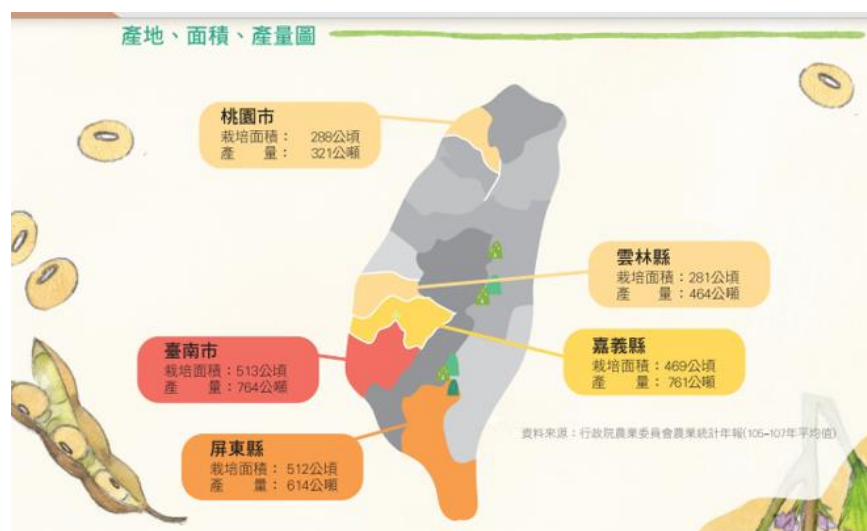 產地、面積、產量圖
桃園市
栽培面積： 288公頃
產　　量： 321公噸
雲林縣
栽培面積：281公頃
產　　量：464公噸
臺南市
栽培面積：513公頃
產　　量：764公噸
嘉義縣
栽培面積：469公頃
產　　量：761公噸
資料來源：行政院農業委員會農業統計年報(105-107年平均值)
屏東縣
栽培面積：512公頃
產　　量：614公噸